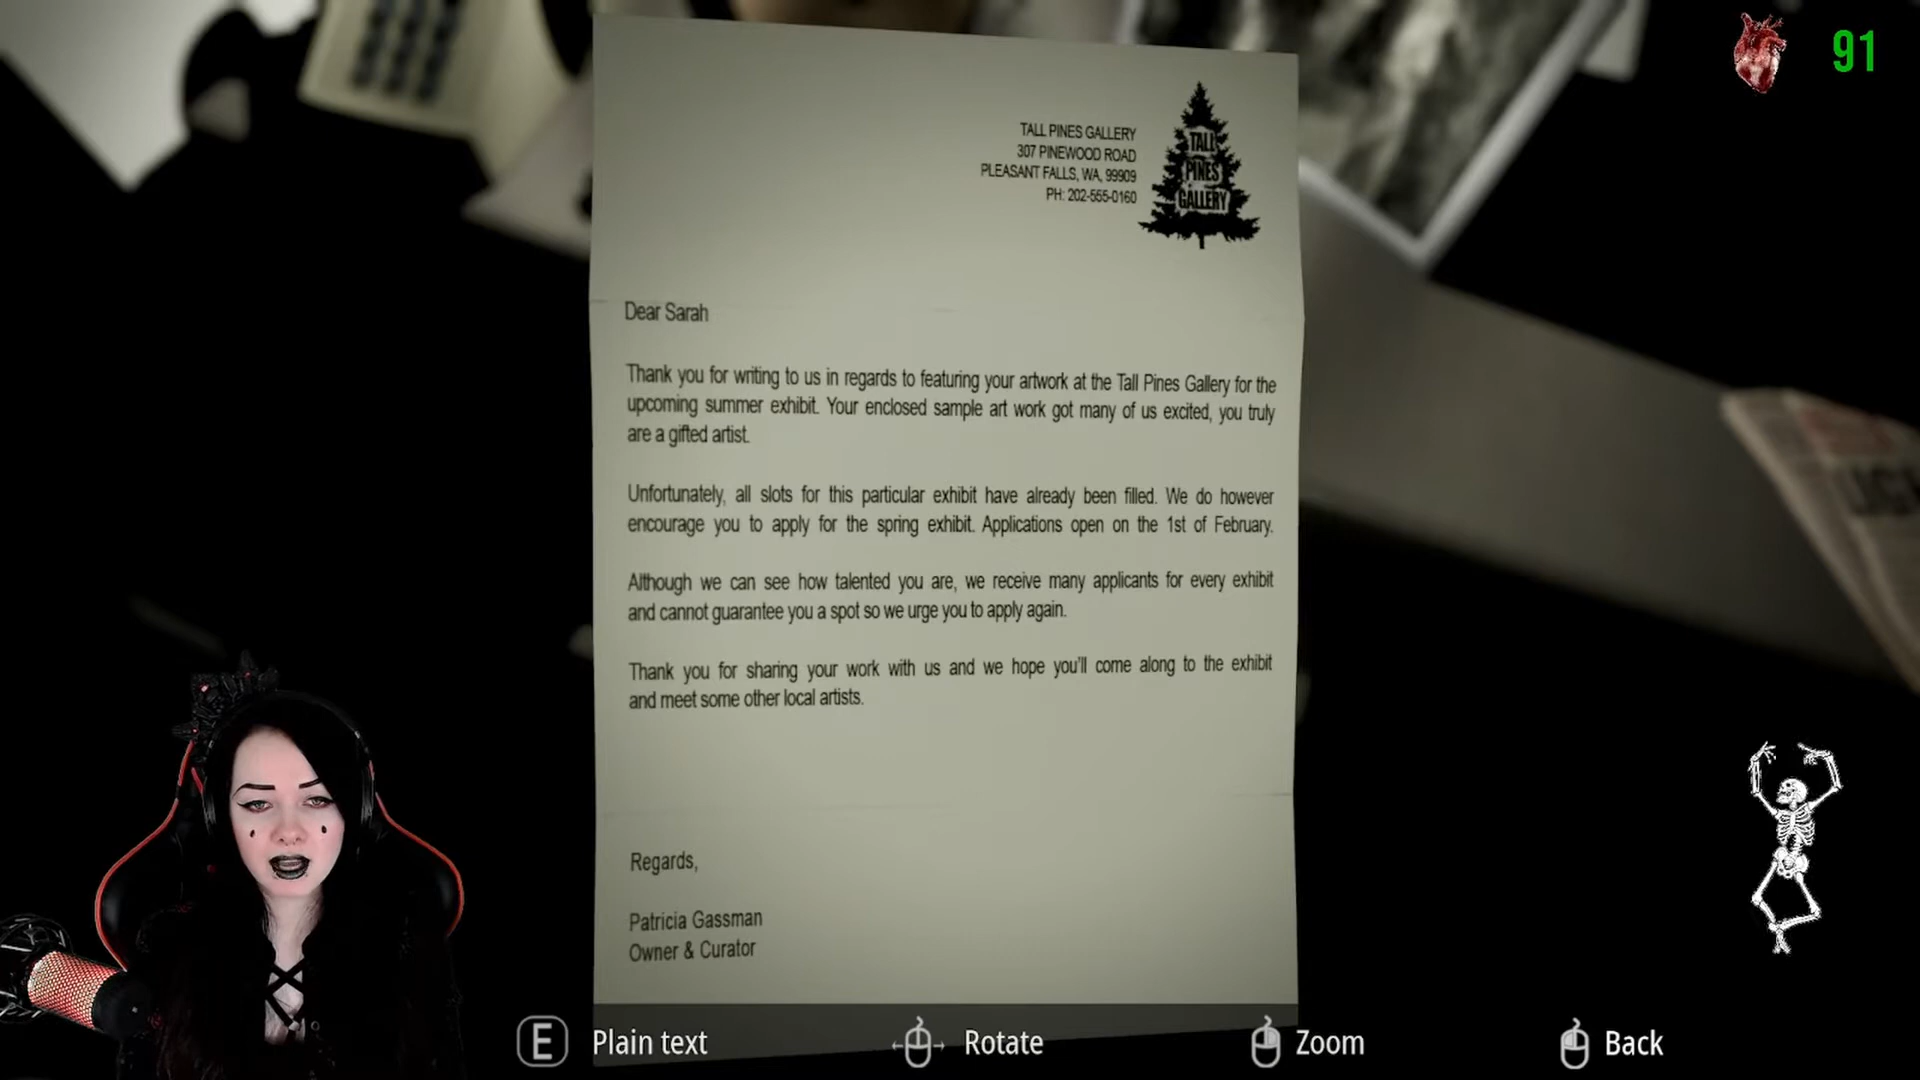 91
TALL PINES GALLERY
307 PINEWOOD ROAD
PLEASANT FALLS, WA, 99909
PH: 202-555-0160
TALL
PINES
GALLERY
Dear Sarah
Thank you for writing to us in regards to featuring your artwork at the Tall Pines Gallery for the
upcoming summer exhibit. Your enclosed sample art work got many of us excited, you truly
are a gifted artist.
Unfortunately, all slots for this particular exhibit have already been filled. We do however
encourage you to apply for the spring exhibit. Applications open on the 1st of February.
Although we can see how talented you are, we receive many applicants for every exhibit
and cannot guarantee you a spot so we urge you to apply again.
Thank you for sharing your work with us and we hope you'll come along to the exhibit
and meet some other local artists.
Regards,
Patricia Gassman
Owner & Curator
E Plain text Rotate Zoom Back